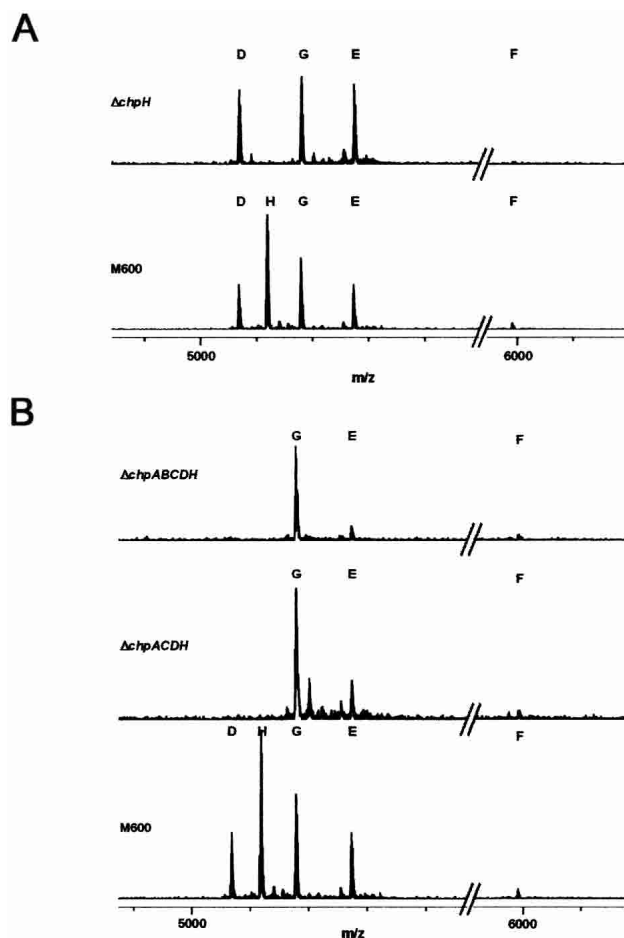 A
D G E F
ΔchpH
D H G E F
M600
5000 6000
m/z
B
G E F
ΔchpABCDH
G E F
ΔchpACDH
D H G E F
M600
5000 6000
m/z